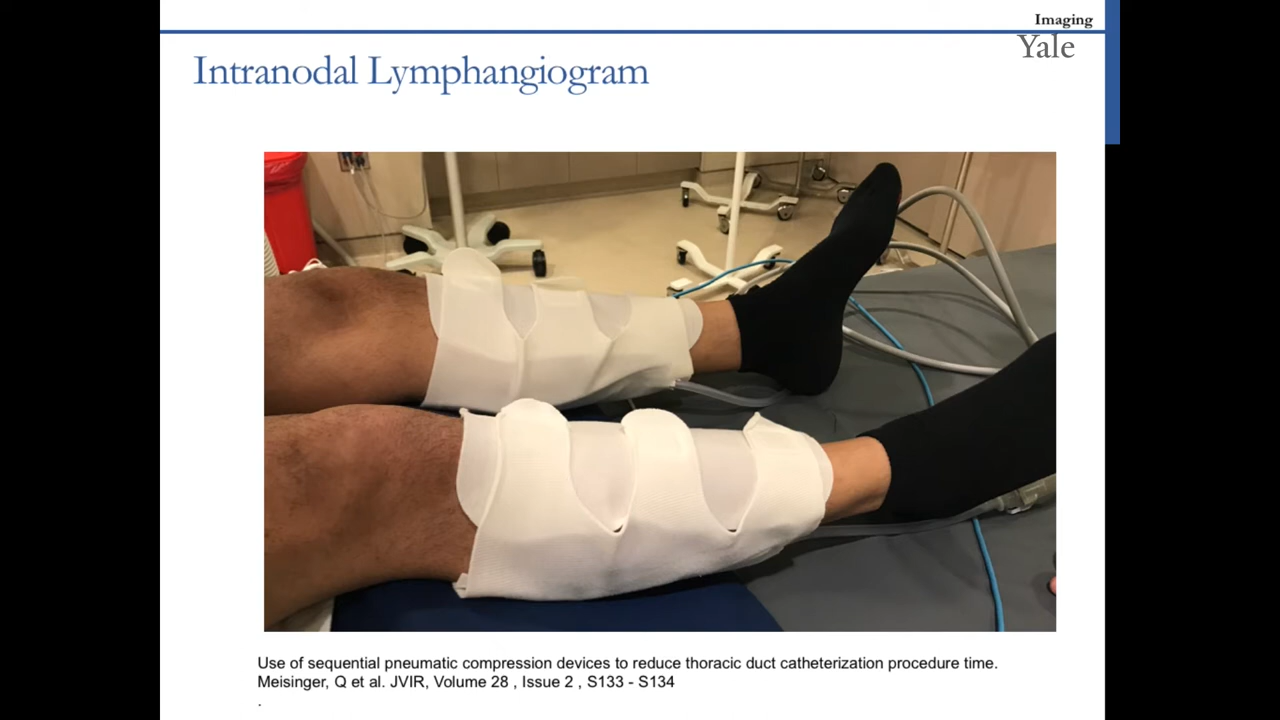 Imaging
Yale
Intranodal Lymphangiogram
Use of sequential pneumatic compression devices to reduce thoracic duct catheterization procedure time.
Meisinger, Q et al. JVIR, Volume 28 , Issue 2 , S133 - S134
.